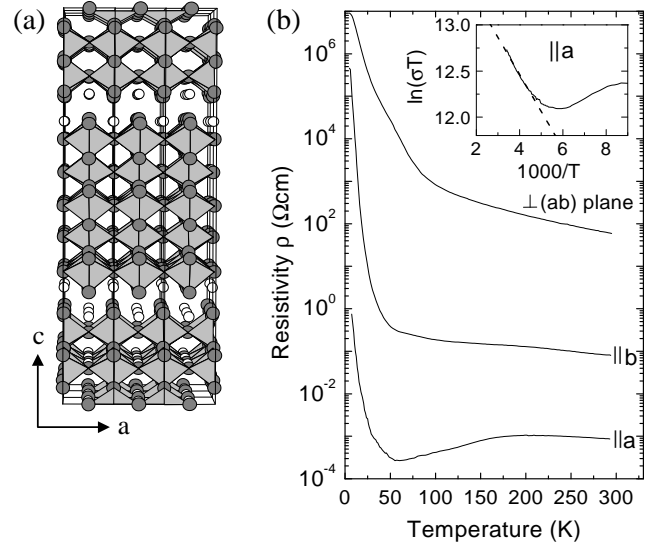 (a)
c
a
(b)
Resistivity ρ (Ωcm)
10^6
10^4
10^2
10^0
10^-2
10^-4
0 50 100 150 200 250 300
Temperature (K)
ln(σT)
13.0
12.5
12.0
||a
2 4 6 8
1000/T
⊥(ab) plane
||b
||a